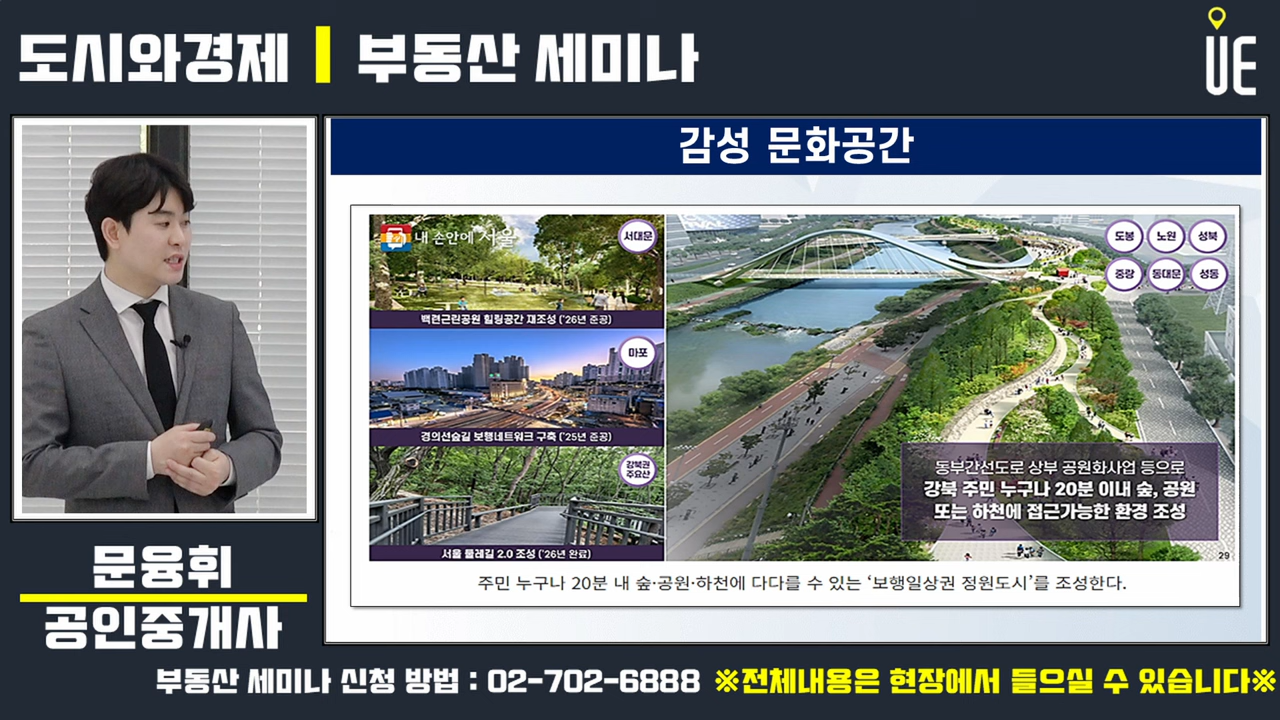 도시와경제 | 부동산 세미나
UE
감성 문화공간
내 손안에 서울
서대문
백련근린공원 힐링공간 재조성 ('26년 준공)
마포
경의선숲길 보행네트워크 구축 ('25년 준공)
강북권
주요산
서울 둘레길 2.0 조성 ('26년 완료)
도봉 노원 성북
중랑 동대문 성동
동부간선도로 상부 공원화사업 등으로
강북 주민 누구나 20분 이내 숲, 공원
또는 하천에 접근가능한 환경 조성
29
주민 누구나 20분 내 숲·공원·하천에 다다를 수 있는 '보행일상권 정원도시'를 조성한다.
문융휘
공인중개사
부동산 세미나 신청 방법 : 02-702-6888 ※전체내용은 현장에서 들으실 수 있습니다※